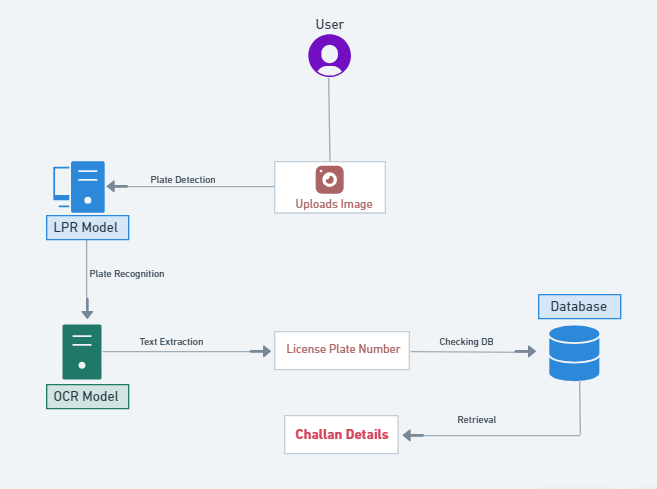 User
Uploads Image
Plate Detection
LPR Model
Plate Recognition
OCR Model
Text Extraction
License Plate Number
Checking DB
Database
Retrieval
Challan Details